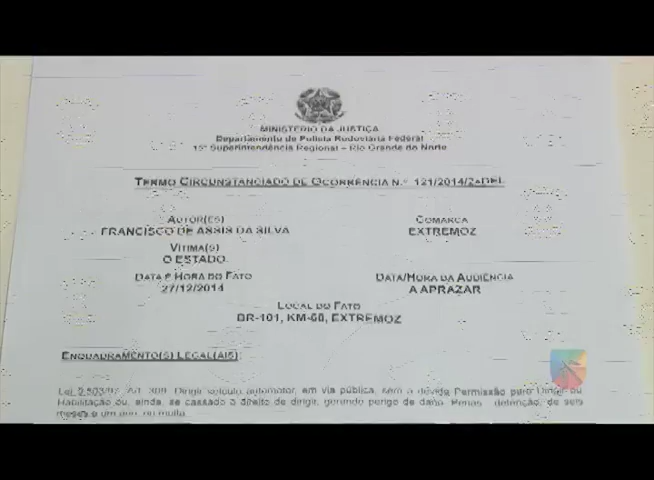 MINISTÉRIO DA JUSTIÇA
Departamento de Polícia Rodoviária Federal
15ª Superintendência Regional – Rio Grande do Norte
TERMO CIRCUNSTANCIADO DE OCORRÊNCIA N.º 121/2014/2ªDEL
AUTOR(ES)
FRANCISCO DE ASSIS DA SILVA
COMARCA
EXTREMOZ
VÍTIMA(S)
O ESTADO.
DATA E HORA DO FATO
27/12/2014
DATA/HORA DA AUDIÊNCIA
A APRAZAR
LOCAL DO FATO
BR-101, KM-, EXTREMOZ
ENQUADRAMENTO(S) LEGAL(AIS)
Lei Art. 309. Dirigir veículo automotor, em via pública, sem a devida Permissão para Dirigir ou
Habilitação ou, ainda, se cassado o direito de dirigir, gerando perigo de dano: Penas - detenção, de seis
meses a um ano, ou multa.